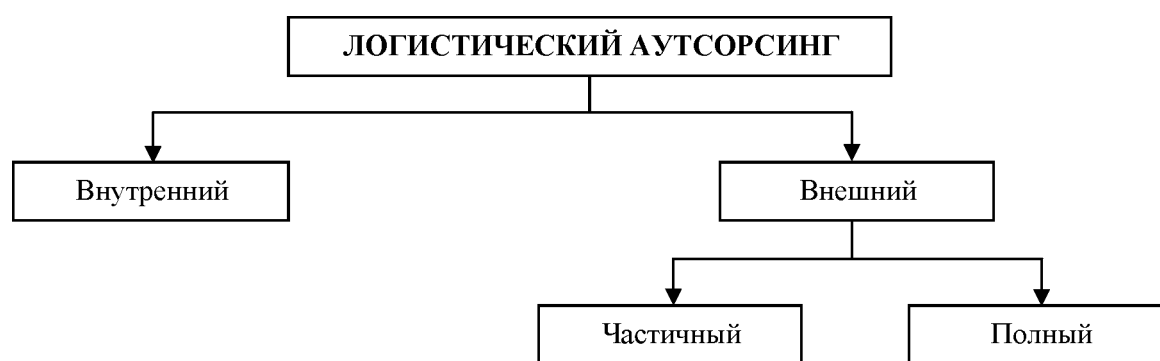 ЛОГИСТИЧЕСКИЙ АУТСОРСИНГ
Внутренний
Внешний
Частичный
Полный